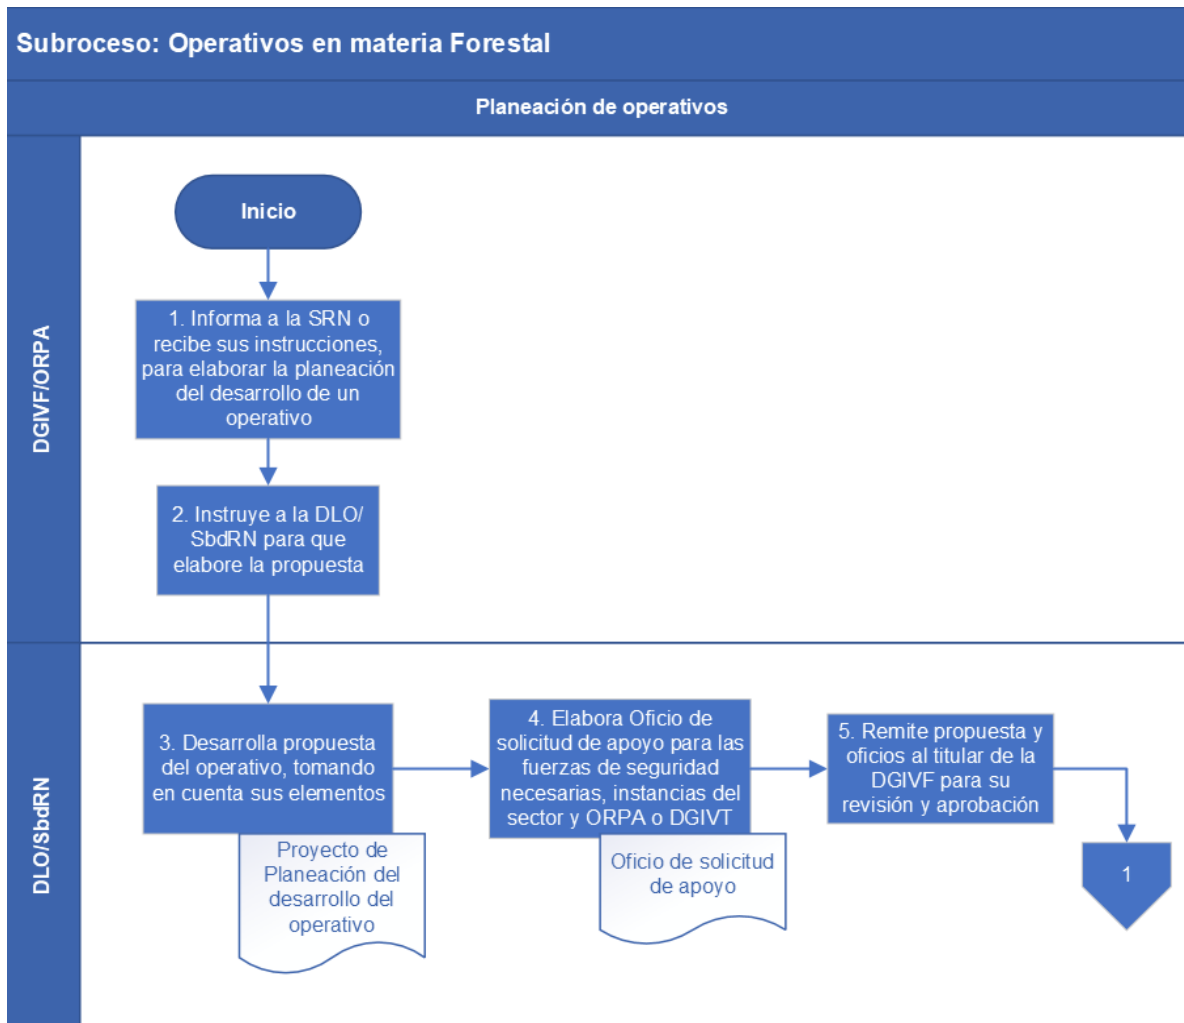 Subroceso: Operativos en materia Forestal
Planeación de operativos
DGIVF/ORPA
Inicio
1. Informa a la SRN o
recibe sus instrucciones,
para elaborar la planeación
del desarrollo de un
operativo
2. Instruye a la DLO/
SbdRN para que
elabore la propuesta
DLO/SbdRN
3. Desarrolla propuesta
del operativo, tomando
en cuenta sus elementos
Proyecto de
Planeación del
desarrollo del
operativo
4. Elabora Oficio de
solicitud de apoyo para las
fuerzas de seguridad
necesarias, instancias del
sector y ORPA o DGIVT
Oficio de solicitud
de apoyo
5. Remite propuesta y
oficios al titular de la
DGIVF para su
revisión y aprobación
1